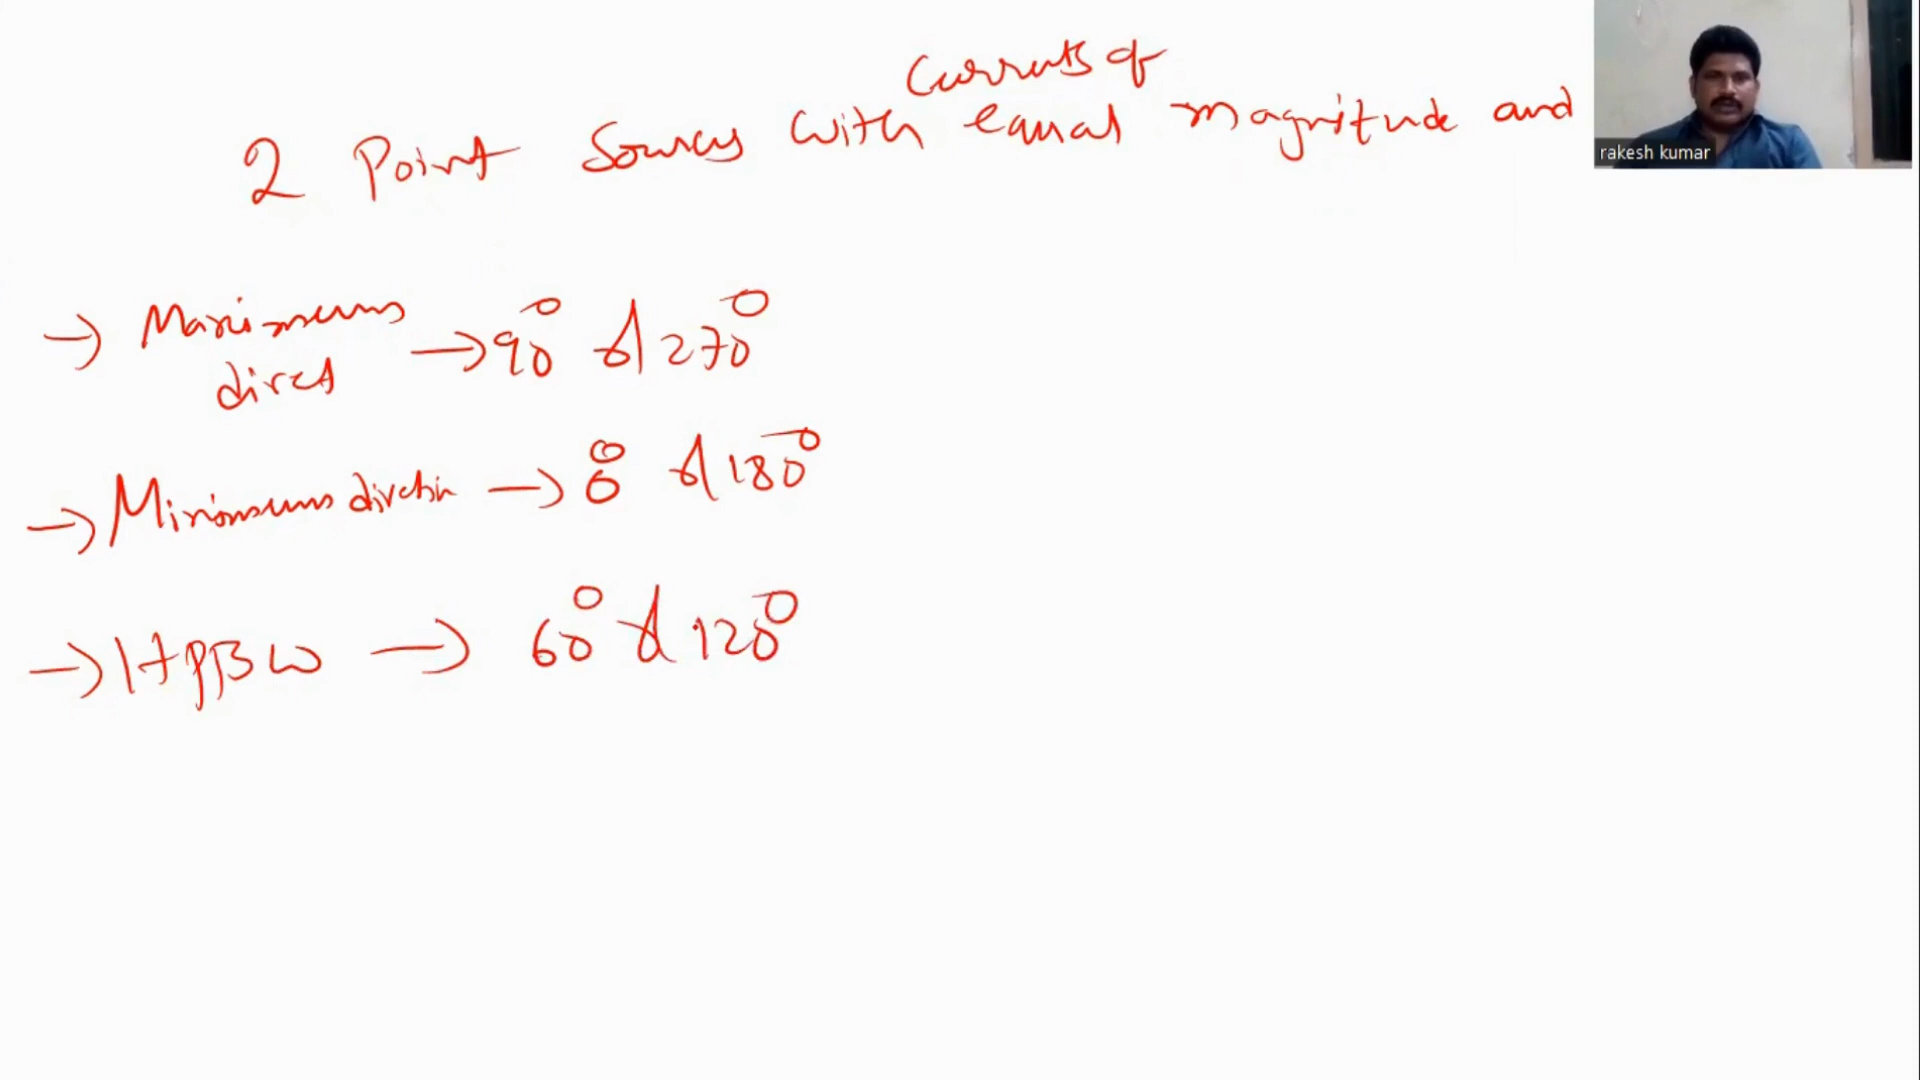 Currents of
2 Point Sources with equal magnitude and
rakesh kumar
→ Maximum
direct → 90° & 270°
→ Minimum direction → 0° & 180°
→ HPBW → 60° & 120°